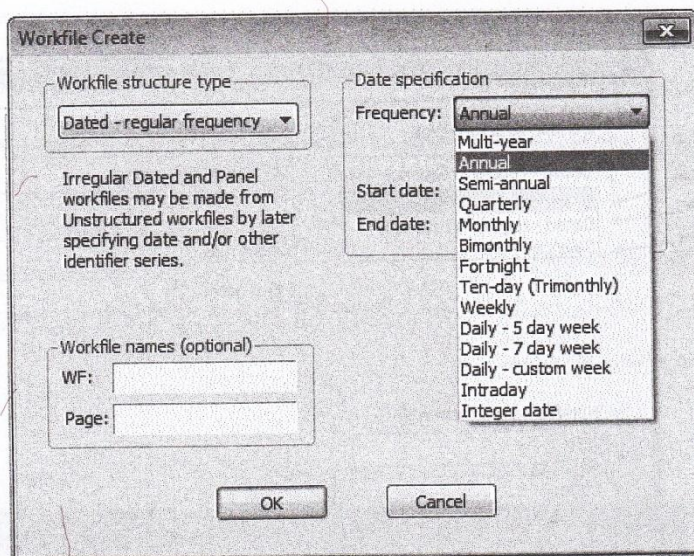 Workfile Create
Workfile structure type
Dated - regular frequency
Irregular Dated and Panel
workfiles may be made from
Unstructured workfiles by later
specifying date and/or other
identifier series.
Workfile names (optional)
WF:
Page:
Date specification
Frequency: Annual
Multi-year
Annual
Semi-annual
Quarterly
Monthly
Bimonthly
Fortnight
Ten-day (Trimonthly)
Weekly
Daily - 5 day week
Daily - 7 day week
Daily - custom week
Intraday
Integer date
Start date:
End date:
OK
Cancel